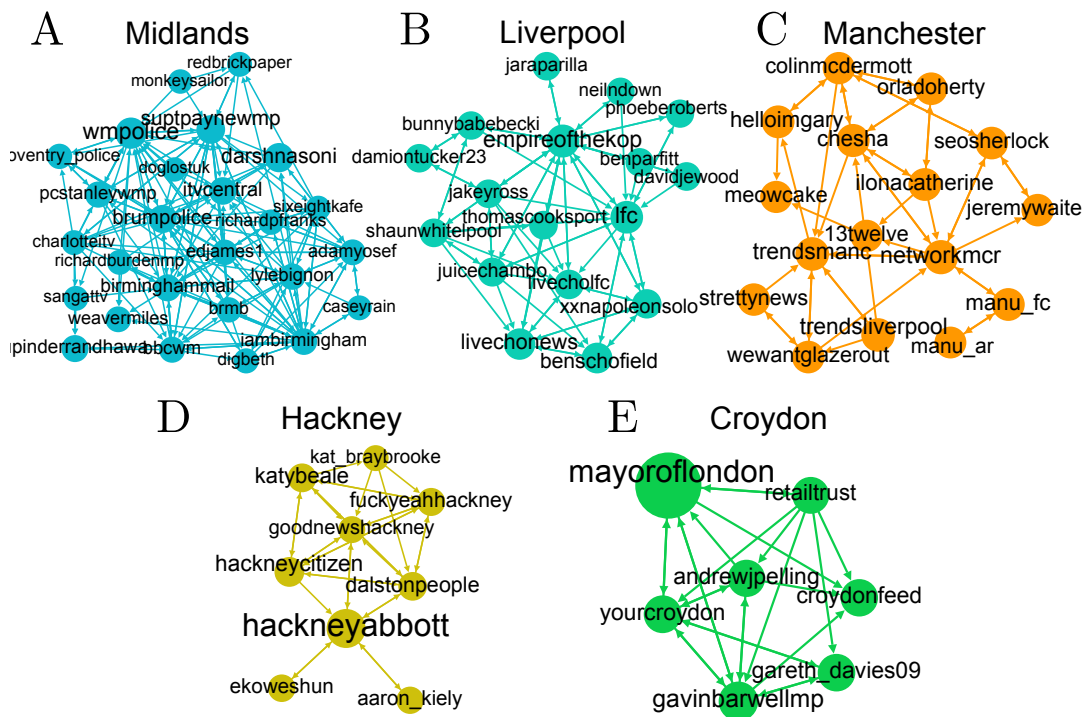 A
Midlands
redbrickpaper
monkeysailor
wmpolice
suptpaynewmp
oventry_police
doglostuk
darshnasoni
pcstanleywmp
itvcentral
sixeightkafe
brumpolice
richardpfranks
charlotteitv
edjames1
adamyosef
richardburdenmp
lylebignon
sangattv
birminghammail
weavermiles
brmb
caseyrain
upinderrandhawa
bbcwm
iambirmingham
digbeth
B
Liverpool
jaraparilla
neilndown
phoeberoberts
bunnybabebecki
empireofthekop
damiontucker23
benparfitt
davidjewood
jakeyross
thomascooksport
lfc
shaunwhitelpool
juicechambo
livecholfc
xxnapoleonsolo
livechonews
benschofield
C
Manchester
colinmcdermott
orladoherty
helloimgary
chesha
seosherlock
meowcake
ilonacatherine
jeremywaite
13twelve
trendsmanc
networkmcr
strettynews
manu_fc
trendsliverpool
manu_ar
wewantglazerout
D
Hackney
kat_braybrooke
katybeale
fuckyeahhackney
goodnewshackney
hackneycitizen
dalstonpeople
hackneyabbott
ekoweshun
aaron_kiely
E
Croydon
mayoroflondon
retailtrust
andrewjpelling
croydonfeed
yourcroydon
gareth_davies09
gavinbarwellmp